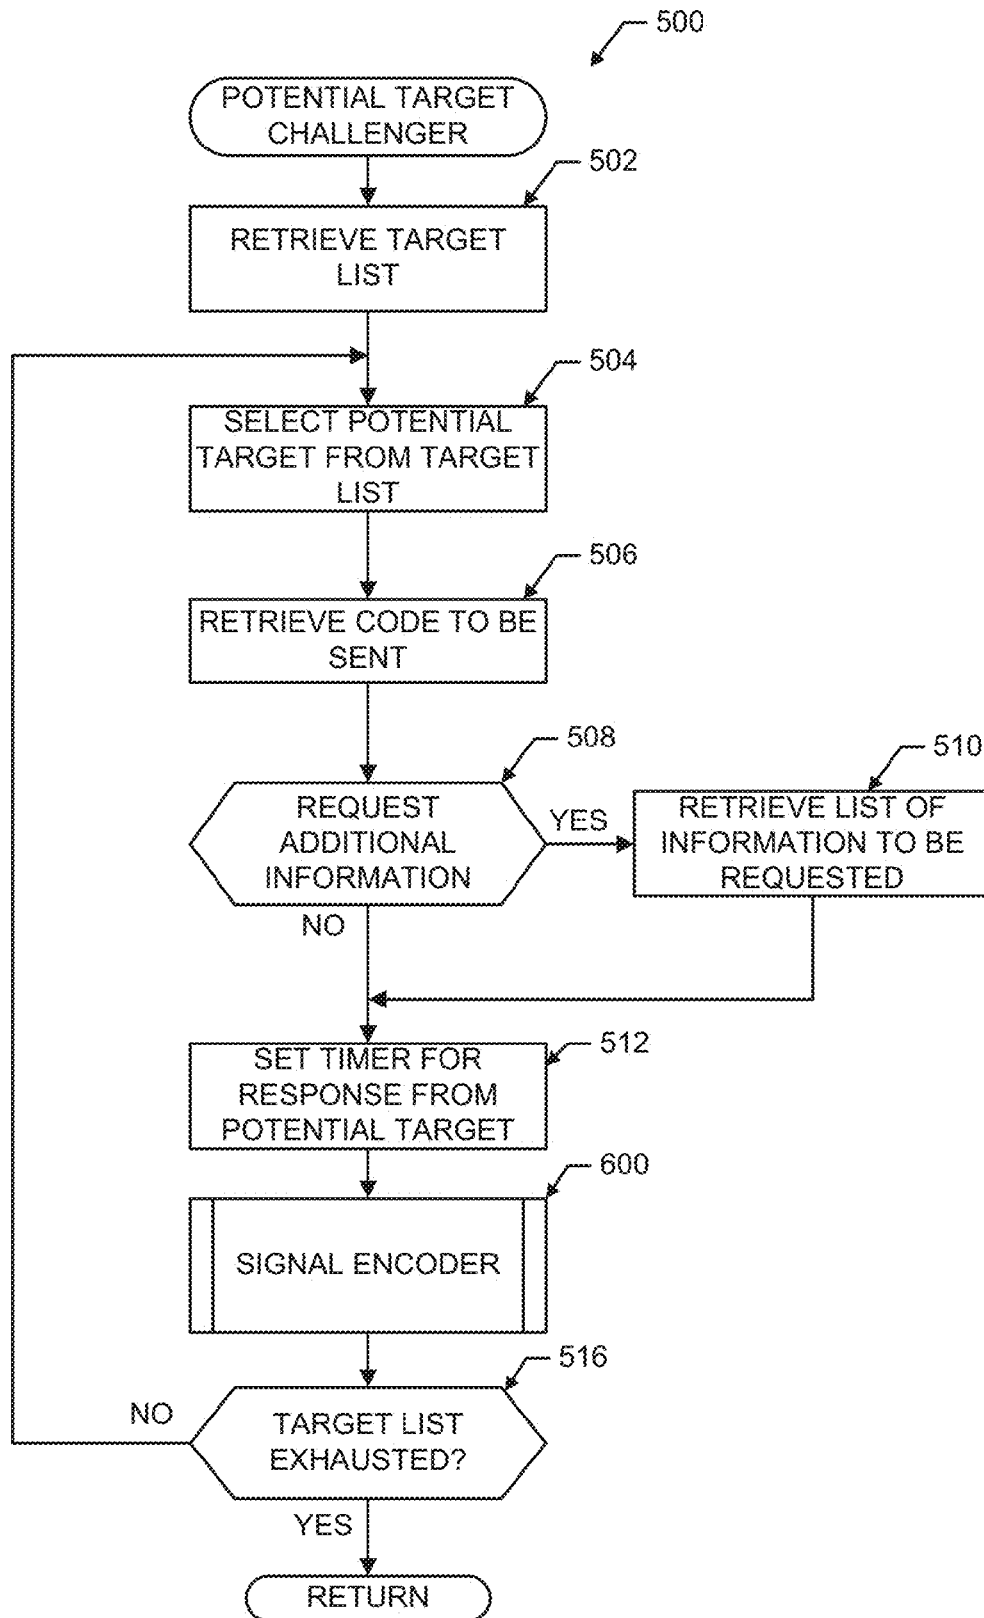 500
POTENTIAL TARGET
CHALLENGER
502
RETRIEVE TARGET
LIST
504
SELECT POTENTIAL
TARGET FROM TARGET
LIST
506
RETRIEVE CODE TO BE
SENT
508
REQUEST
ADDITIONAL
INFORMATION
YES
510
RETRIEVE LIST OF
INFORMATION TO BE
REQUESTED
NO
512
SET TIMER FOR
RESPONSE FROM
POTENTIAL TARGET
600
SIGNAL ENCODER
516
NO
TARGET LIST
EXHAUSTED?
YES
RETURN